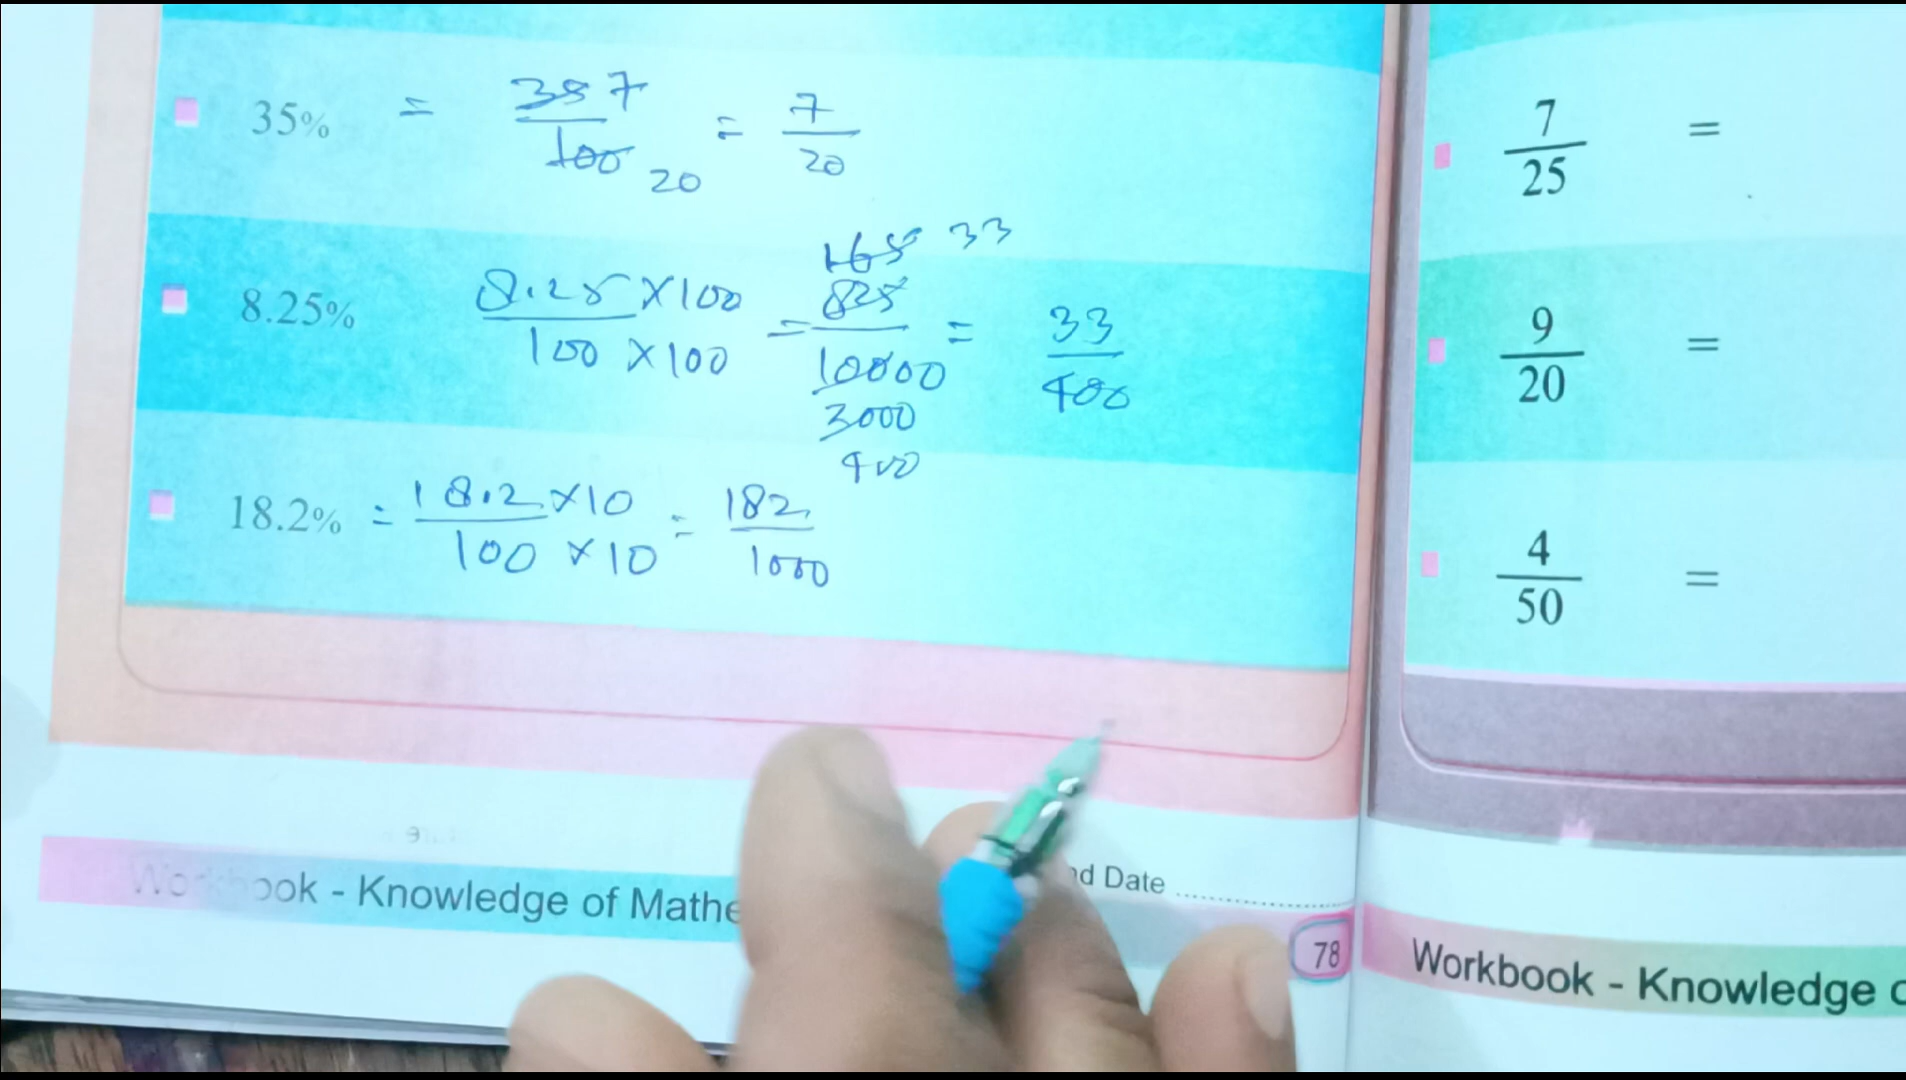 35% = 35 7 / 100 20 = 7/20
165 33
8.25% 8.25 × 100 / 100 × 100 = 825 / 10000 = 33/400
3000
400
18.2% = 18.2 × 10 / 100 × 10 = 182 / 1000
Workbook - Knowledge of Mathe
nd Date ....................
78
7/25 =
9/20 =
4/50 =
Workbook - Knowledge